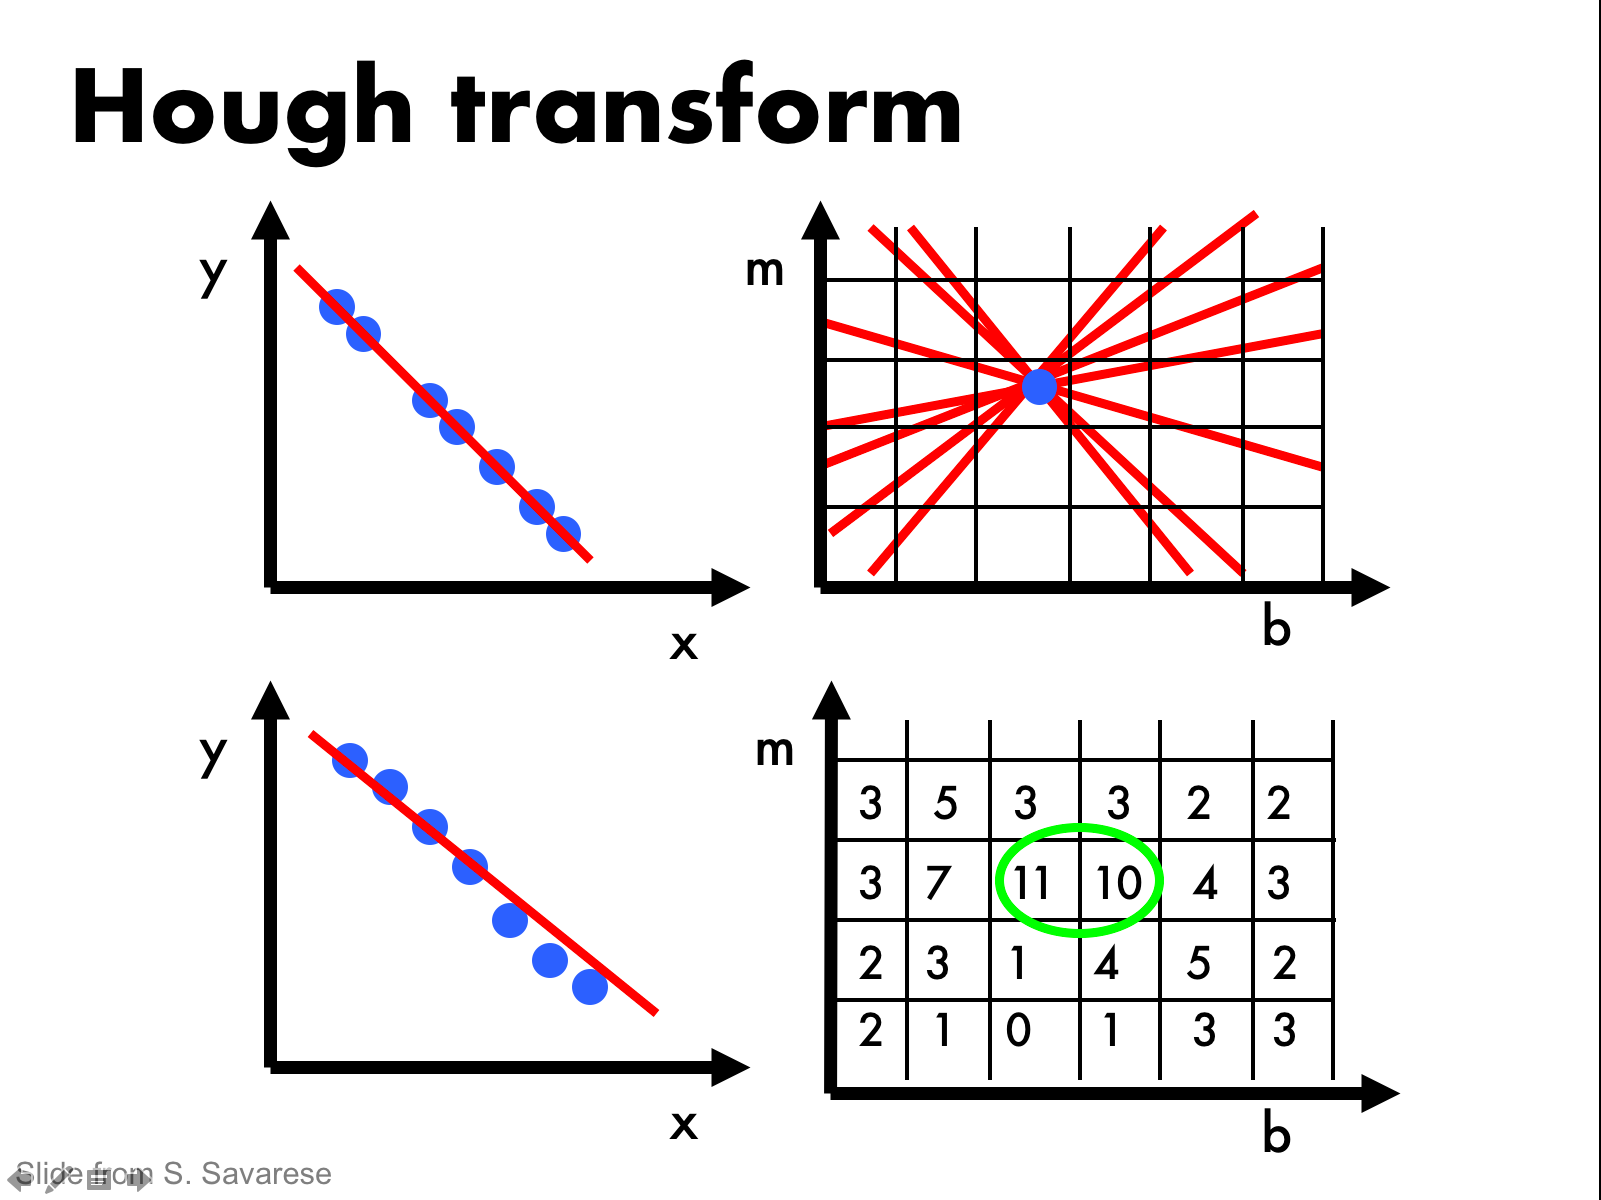 Hough transform
y
m
x
b
y
m
3 5 3 3 2 2
3 7 11 10 4 3
2 3 1 4 5 2
2 1 0 1 3 3
x
b
Slide from S. Savarese